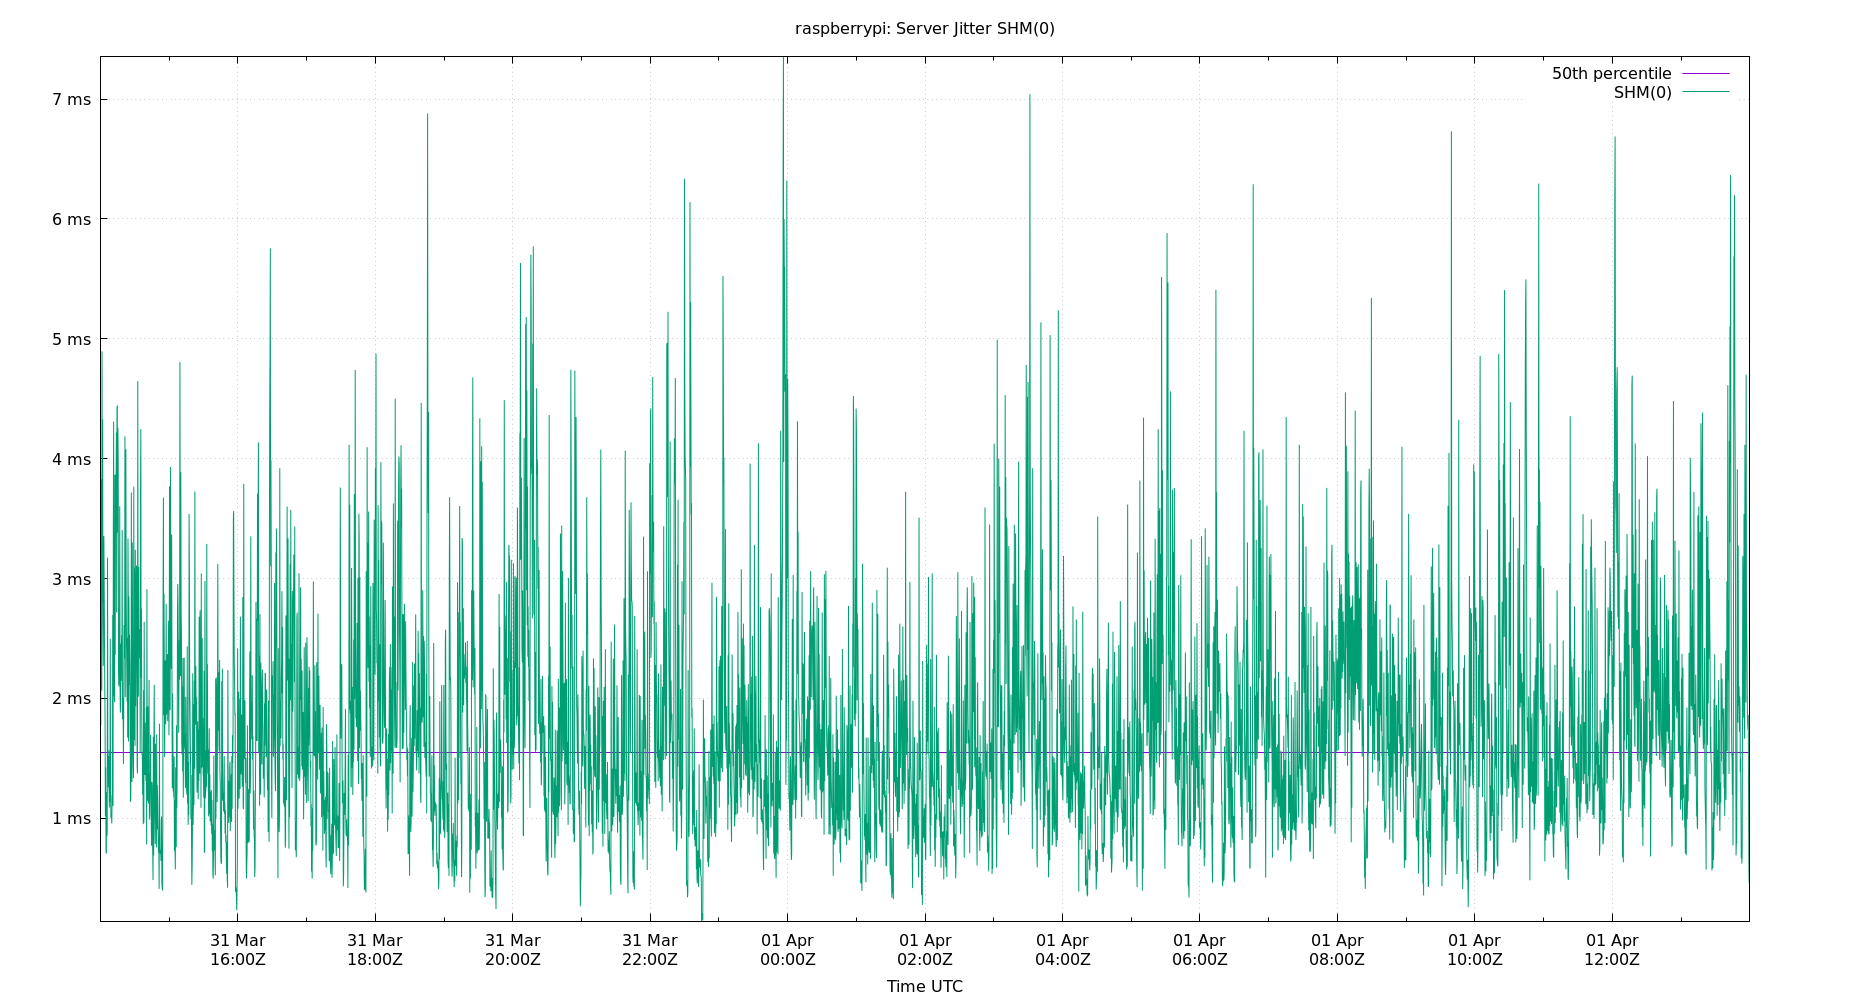 raspberrypi: Server Jitter SHM(0)
50th percentile
SHM(0)
7 ms
6 ms
5 ms
4 ms
3 ms
2 ms
1 ms
31 Mar 31 Mar 31 Mar 31 Mar 01 Apr 01 Apr 01 Apr 01 Apr 01 Apr 01 Apr 01 Apr
16:00Z 18:00Z 20:00Z 22:00Z 00:00Z 02:00Z 04:00Z 06:00Z 08:00Z 10:00Z 12:00Z
Time UTC